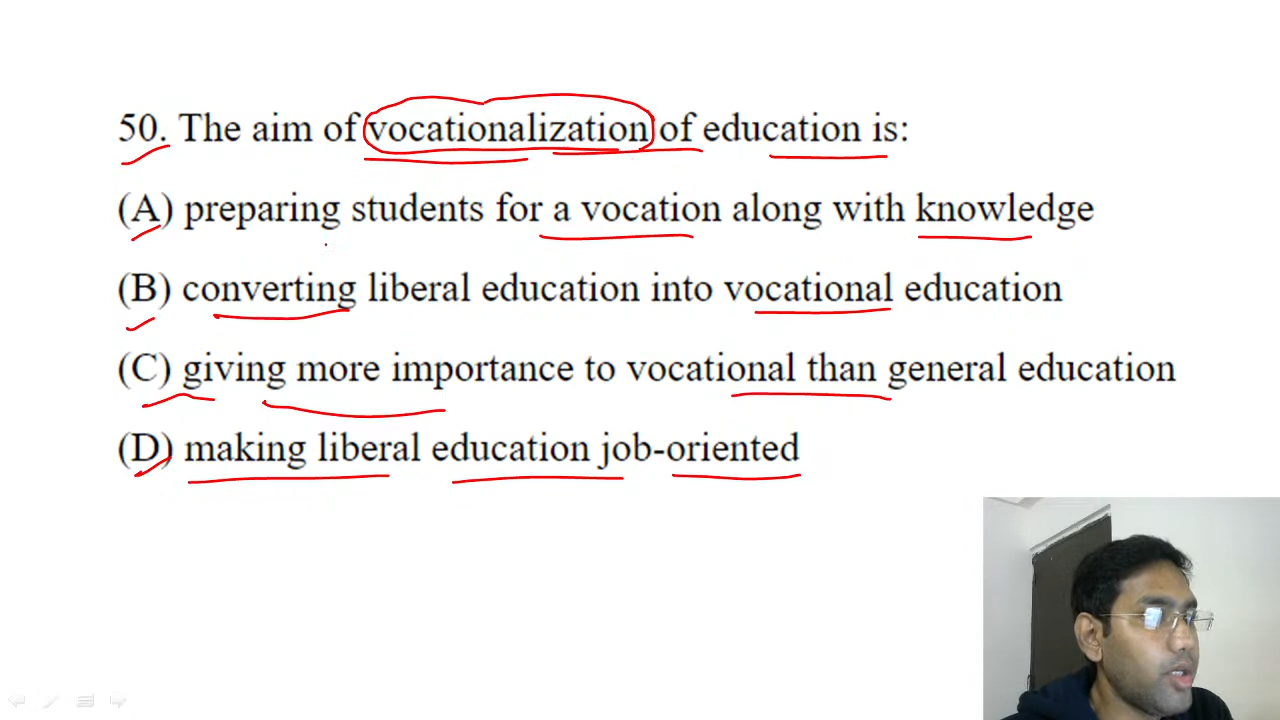 50. The aim of vocationalization of education is:
(A) preparing students for a vocation along with knowledge
(B) converting liberal education into vocational education
(C) giving more importance to vocational than general education
(D) making liberal education job-oriented